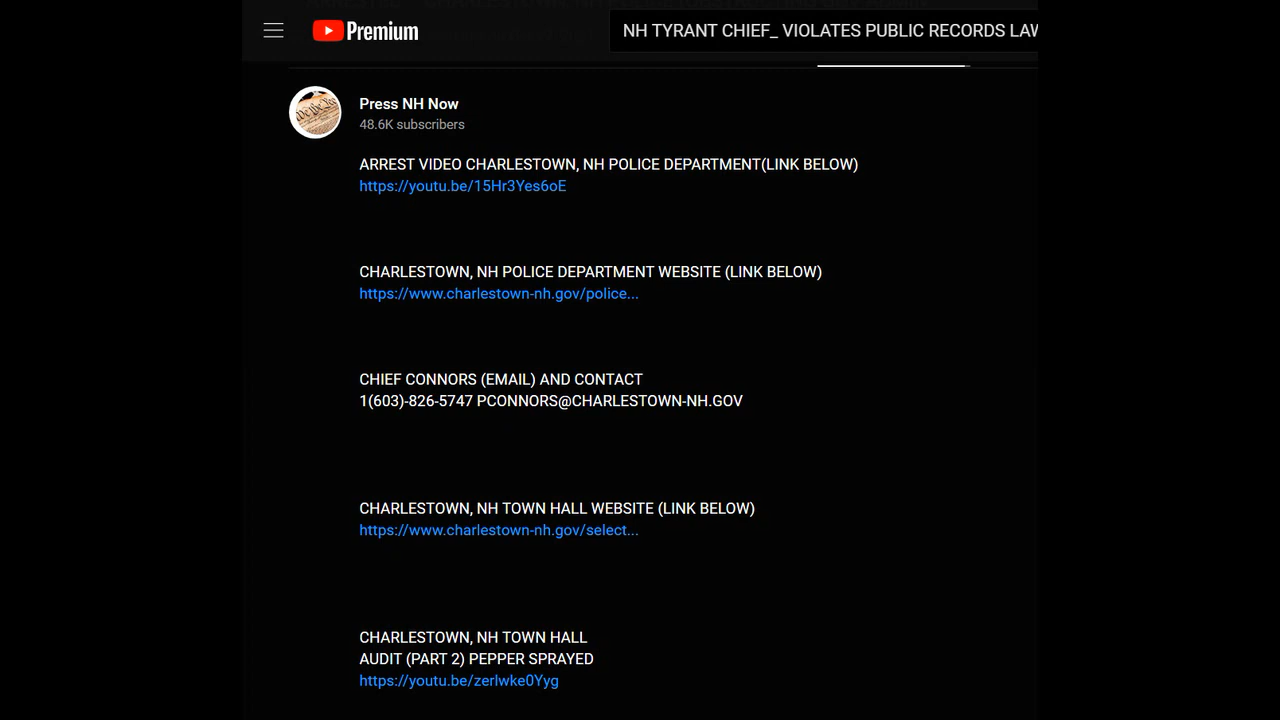 Premium
NH TYRANT CHIEF_ VIOLATES PUBLIC RECORDS LAW
Press NH Now
48.6K subscribers
ARREST VIDEO CHARLESTOWN, NH POLICE DEPARTMENT(LINK BELOW)
https://youtu.be/15Hr3Yes6oE
CHARLESTOWN, NH POLICE DEPARTMENT WEBSITE (LINK BELOW)
https://www.charlestown-nh.gov/police...
CHIEF CONNORS (EMAIL) AND CONTACT
1(603)-826-5747 PCONNORS@CHARLESTOWN-NH.GOV
CHARLESTOWN, NH TOWN HALL WEBSITE (LINK BELOW)
https://www.charlestown-nh.gov/select...
CHARLESTOWN, NH TOWN HALL
AUDIT (PART 2) PEPPER SPRAYED
https://youtu.be/zerlwke0Yyg